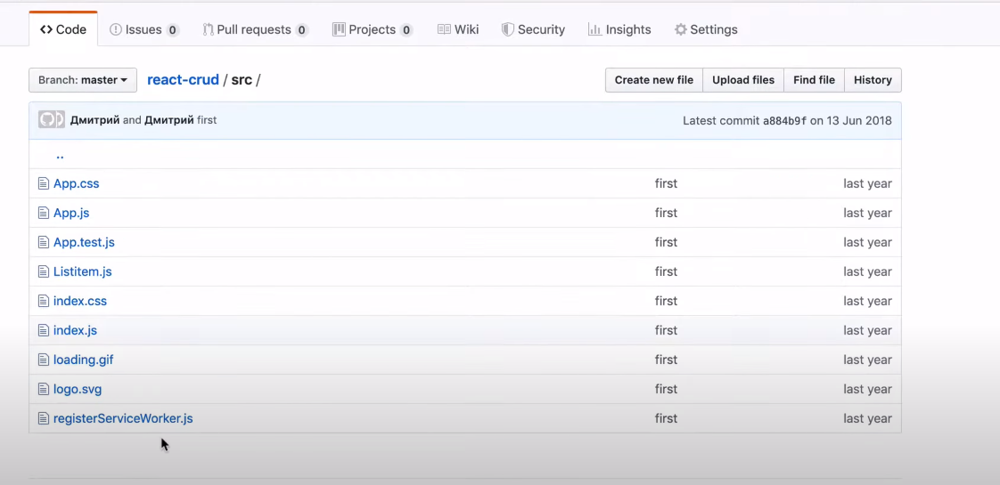 <> Code Issues 0 Pull requests 0 Projects 0 Wiki Security Insights Settings
Branch: master react-crud / src / Create new file Upload files Find file History
Дмитрий and Дмитрий first Latest commit a884b9f on 13 Jun 2018
..
App.css first last year
App.js first last year
App.test.js first last year
Listitem.js first last year
index.css first last year
index.js first last year
loading.gif first last year
logo.svg first last year
registerServiceWorker.js first last year